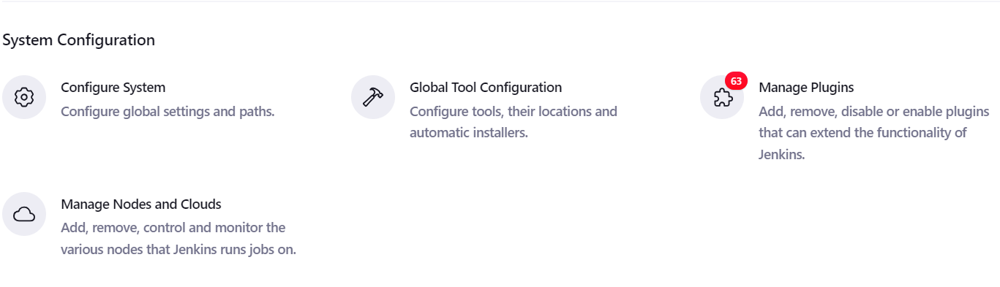 System Configuration
Configure System
Configure global settings and paths.
Global Tool Configuration
Configure tools, their locations and
automatic installers.
63
Manage Plugins
Add, remove, disable or enable plugins
that can extend the functionality of
Jenkins.
Manage Nodes and Clouds
Add, remove, control and monitor the
various nodes that Jenkins runs jobs on.